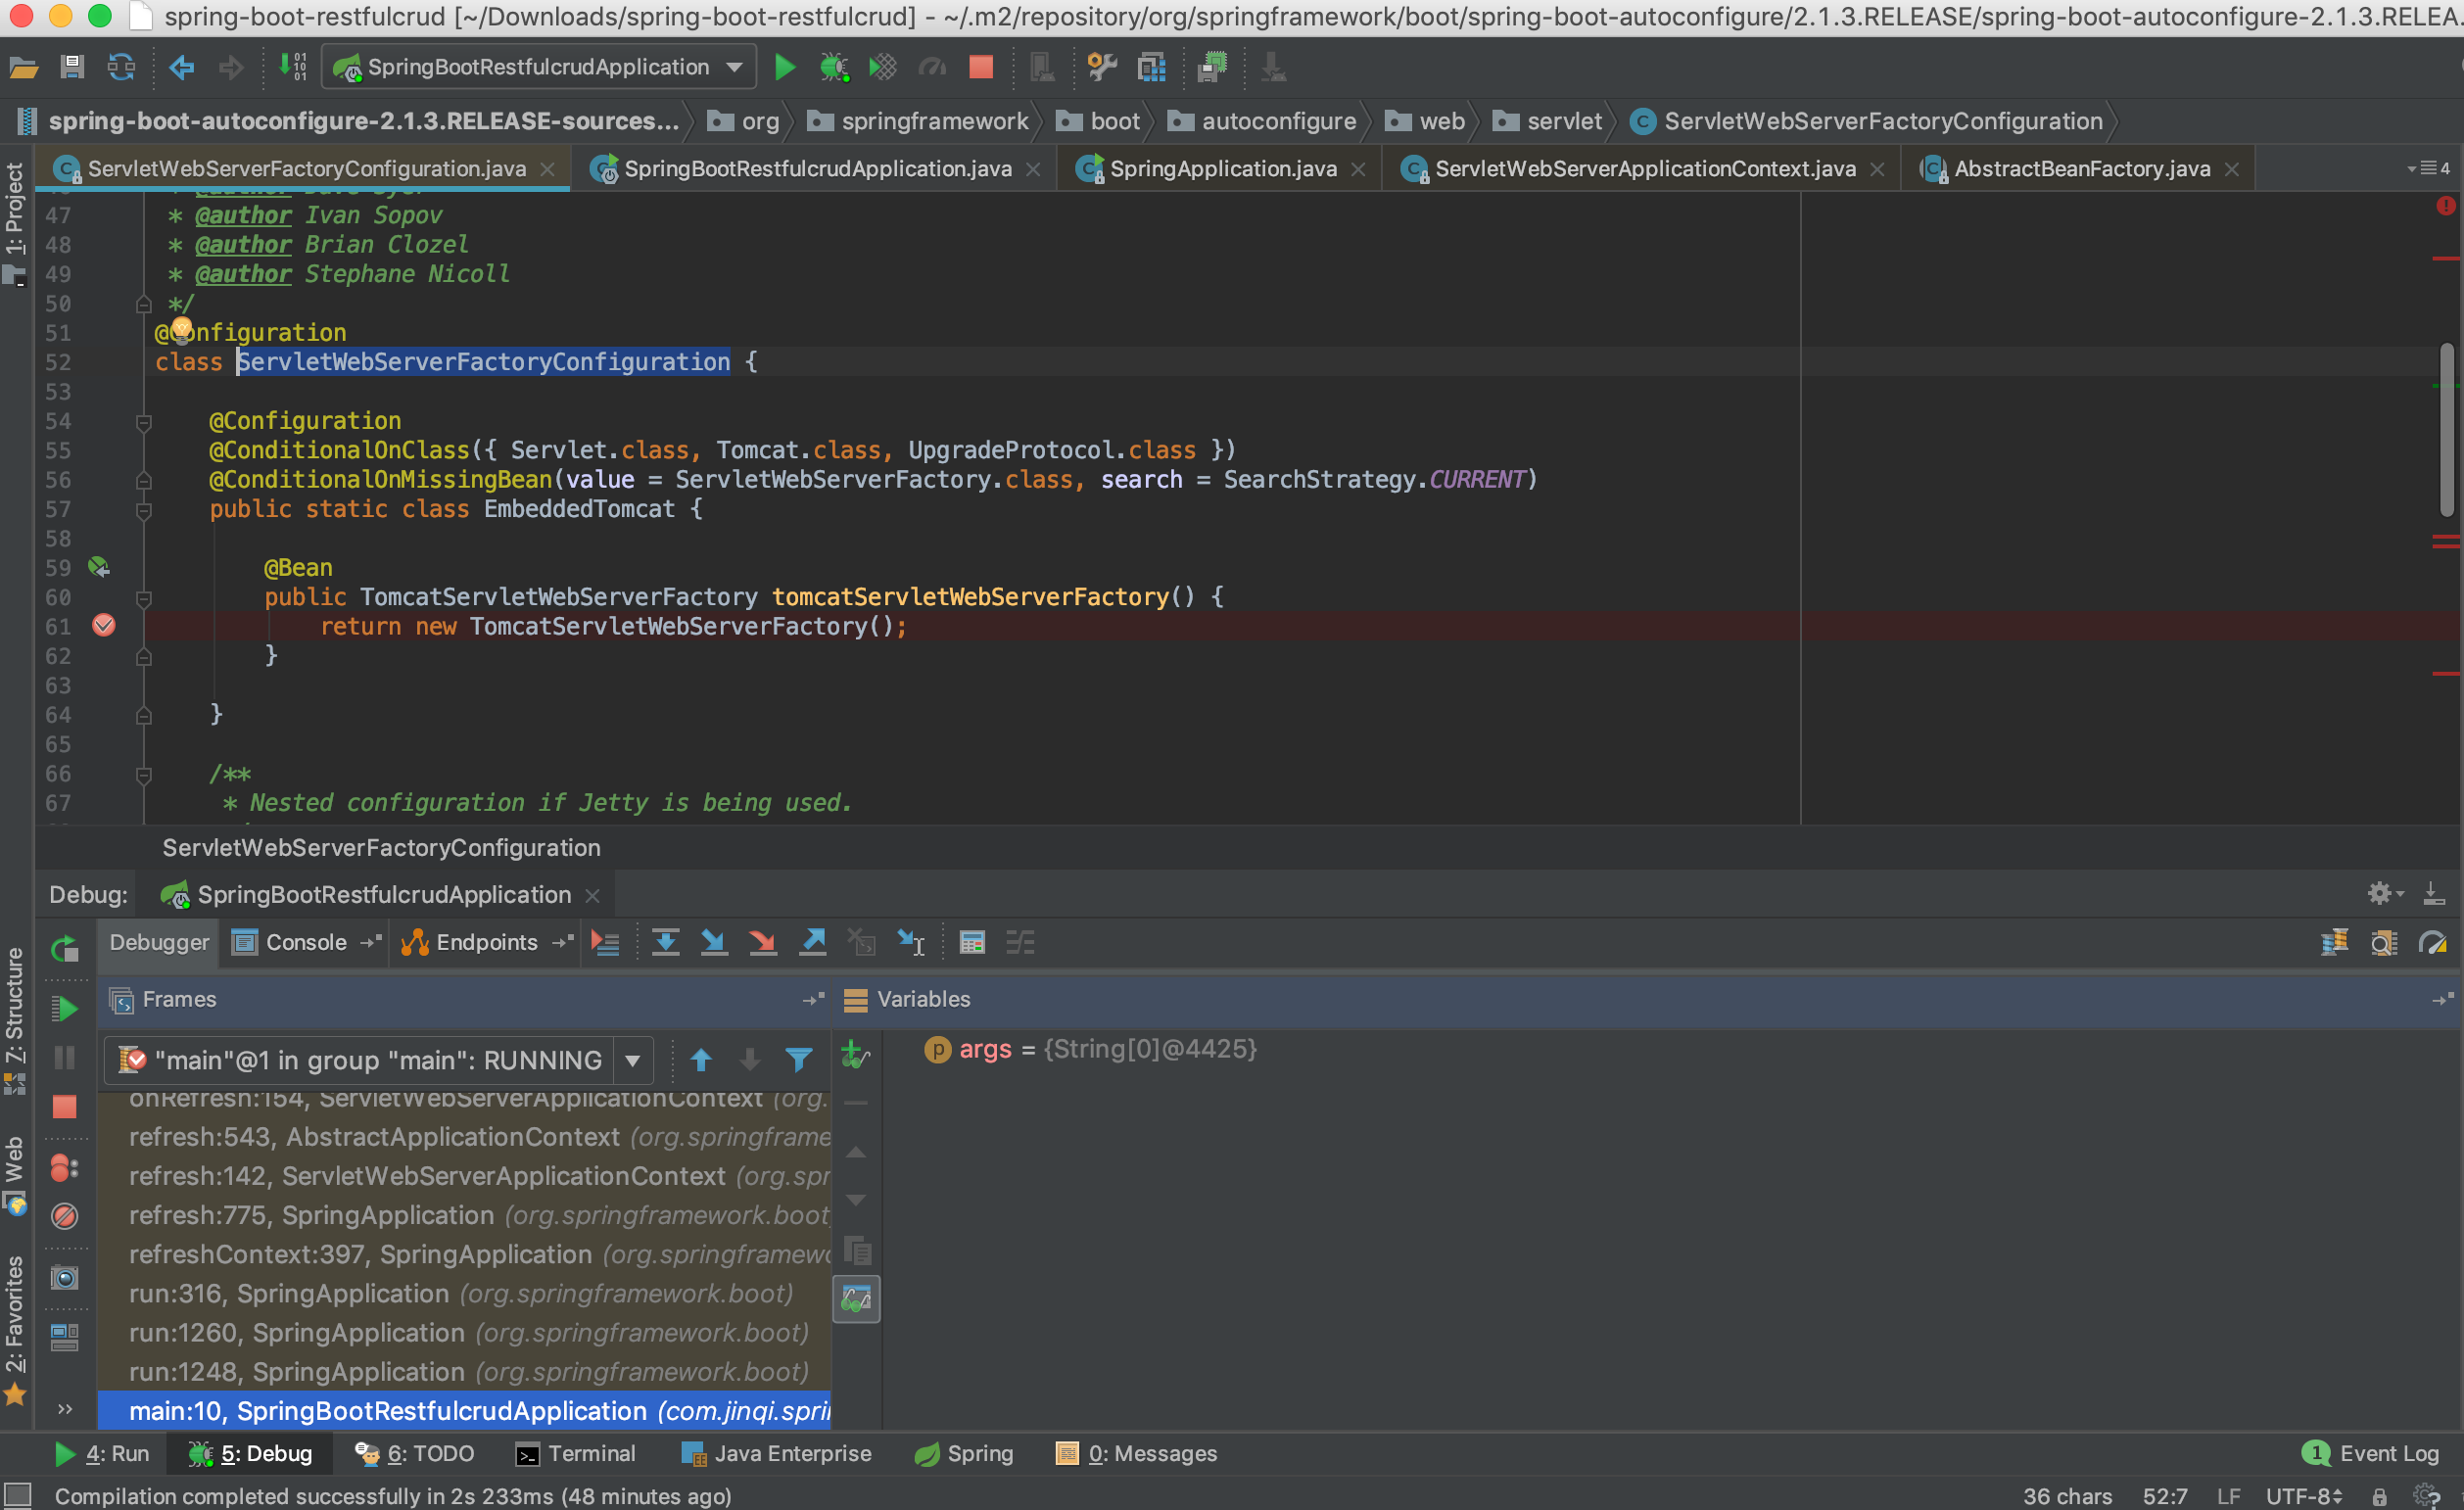 spring-boot-restfulcrud [~/Downloads/spring-boot-restfulcrud] - ~/.m2/repository/org/springframework/boot/spring-boot-autoconfigure/2.1.3.RELEASE/spring-boot-autoconfigure-2.1.3.RELEA
SpringBootRestfulcrudApplication
spring-boot-autoconfigure-2.1.3.RELEASE-sources... org springframework boot autoconfigure web servlet ServletWebServerFactoryConfiguration
ServletWebServerFactoryConfiguration.java SpringBootRestfulcrudApplication.java SpringApplication.java ServletWebServerApplicationContext.java AbstractBeanFactory.java 4
1: Project
47 * @author Ivan Sopov
48 * @author Brian Clozel
49 * @author Stephane Nicoll
50 */
51 @Configuration
52 class ServletWebServerFactoryConfiguration {
53
54 @Configuration
55 @ConditionalOnClass({ Servlet.class, Tomcat.class, UpgradeProtocol.class })
56 @ConditionalOnMissingBean(value = ServletWebServerFactory.class, search = SearchStrategy.CURRENT)
57 public static class EmbeddedTomcat {
58
59 @Bean
60 public TomcatServletWebServerFactory tomcatServletWebServerFactory() {
61 return new TomcatServletWebServerFactory();
62 }
63
64 }
65
66 /**
67 * Nested configuration if Jetty is being used.
ServletWebServerFactoryConfiguration
Debug: SpringBootRestfulcrudApplication
Debugger Console Endpoints
7: Structure
Web
2: Favorites
Frames Variables
"main"@1 in group "main": RUNNING
args = {String[0]@4425}
onRefresh:154, ServletWebServerApplicationContext (org.
refresh:543, AbstractApplicationContext (org.springframe
refresh:142, ServletWebServerApplicationContext (org.spr
refresh:775, SpringApplication (org.springframework.boot
refreshContext:397, SpringApplication (org.springframewo
run:316, SpringApplication (org.springframework.boot)
run:1260, SpringApplication (org.springframework.boot)
run:1248, SpringApplication (org.springframework.boot)
main:10, SpringBootRestfulcrudApplication (com.jinqi.spri
4: Run 5: Debug 6: TODO Terminal Java Enterprise Spring 0: Messages 1 Event Log
Compilation completed successfully in 2s 233ms (48 minutes ago) 36 chars 52:7 LF UTF-8